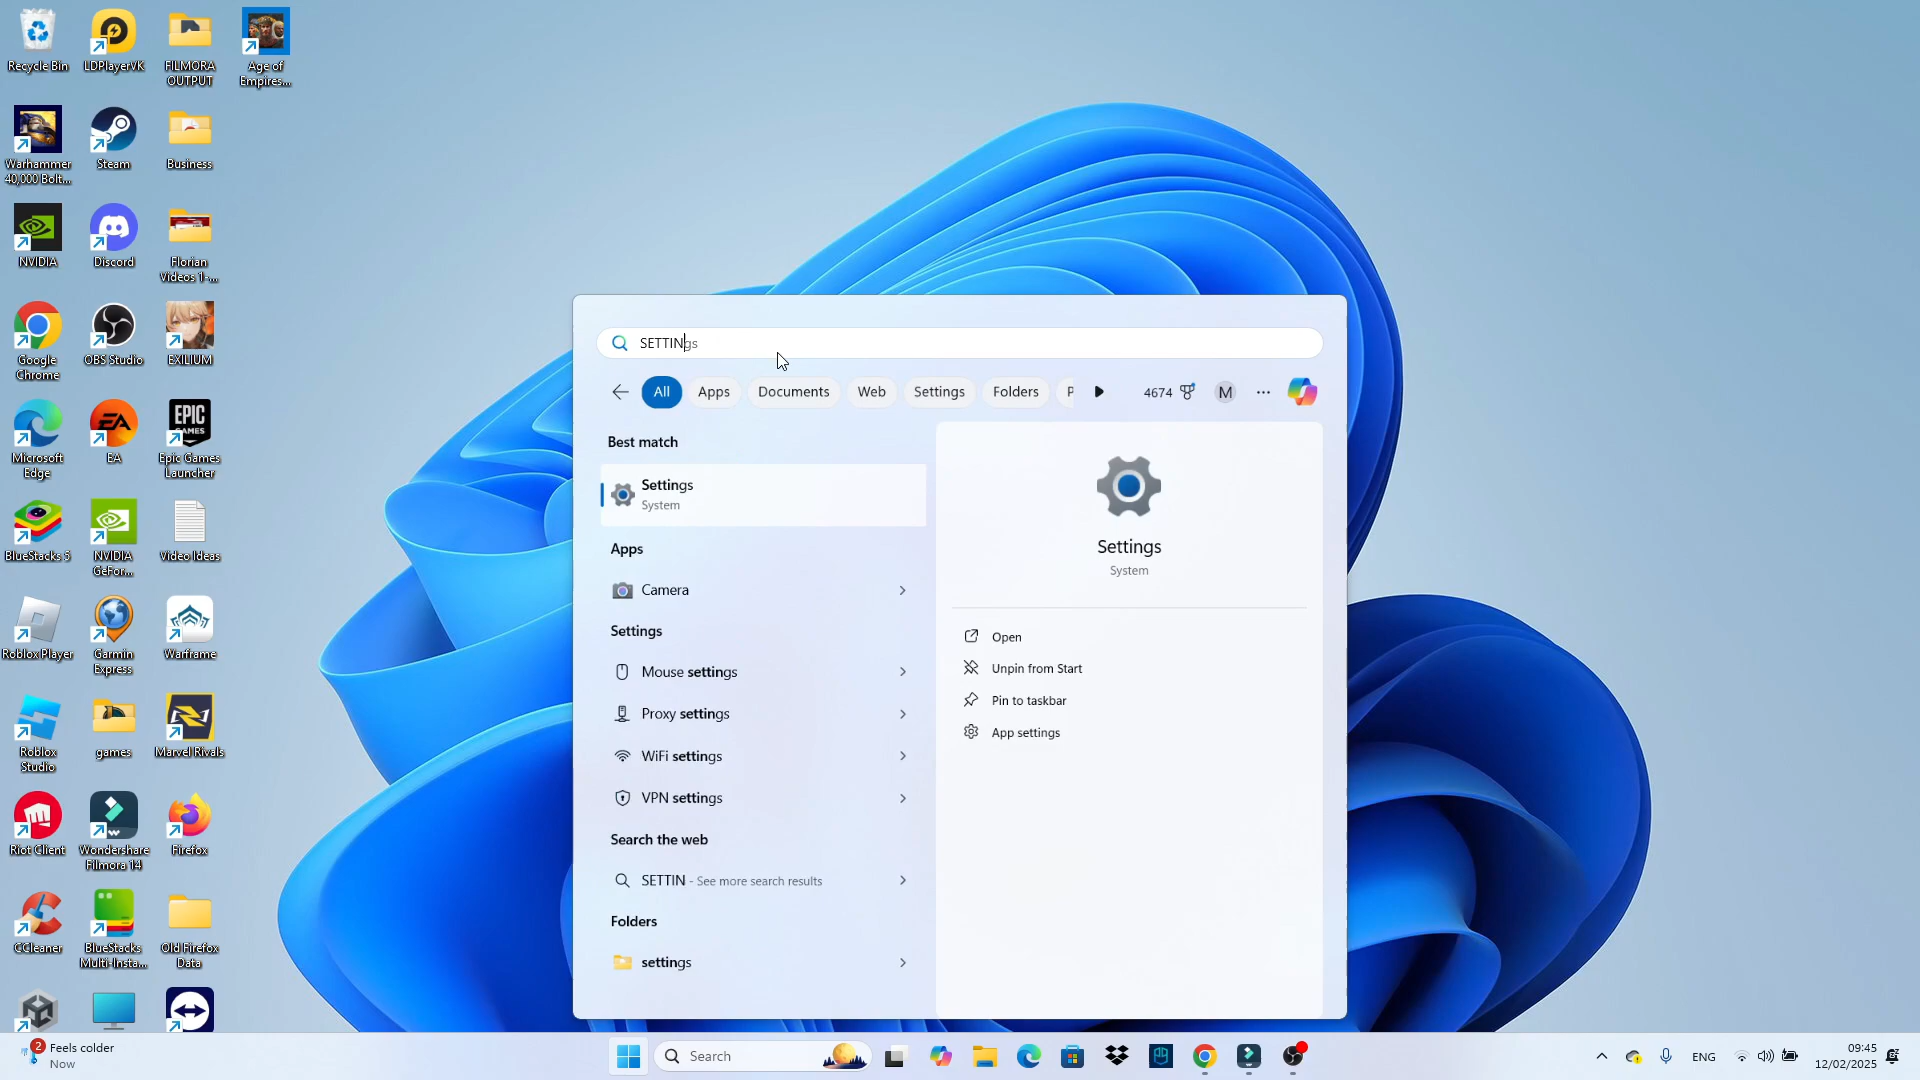 Recycle Bin
LDPlayerVK
FILMORA
OUTPUT
Age of
Empires...
Warhammer
40,000 Bolt...
Steam
Business
NVIDIA
Discord
Florian
Videos 1-...
Google
Chrome
OBS Studio
EXILIUM
Microsoft
Edge
EA
EPIC
GAMES
Epic Games
Launcher
BlueStacks 5
NVIDIA
GeFor...
Video Ideas
Roblox Player
Garmin
Express
Warframe
Roblox
Studio
games
Marvel Rivals
Riot Client
Wondershare
Filmora 14
Firefox
CCleaner
BlueStacks
Multi-Insta...
Old Firefox
Data
SETTINgs
All
Apps
Documents
Web
Settings
Folders
P
4674
M
Best match
Settings
System
Apps
Camera
Settings
Mouse settings
Proxy settings
WiFi settings
VPN settings
Search the web
SETTIN - See more search results
Folders
settings
Settings
System
Open
Unpin from Start
Pin to taskbar
App settings
2
Feels colder
Now
Search
ENG
09:45
12/02/2025